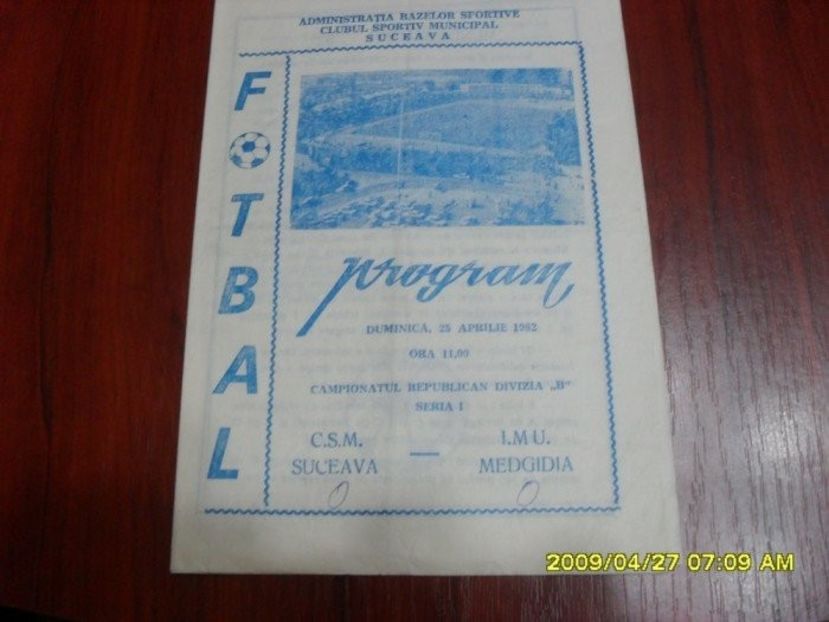 ADMINISTRAȚIA BAZELOR SPORTIVE
CLUBUL SPORTIV MUNICIPAL
SUCEAVA
FOTBAL
program
DUMINICĂ, 25 APRILIE 1982
ORA 11,00
CAMPIONATUL REPUBLICAN DIVIZIA „B"
SERIA I
C.S.M. — I.M.U.
SUCEAVA MEDGIDIA
0 0
2009/04/27 07:09 AM